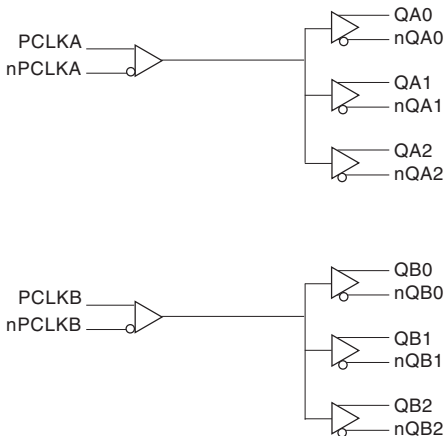 PCLKA
nPCLKA
QA0
nQA0
QA1
nQA1
QA2
nQA2
PCLKB
nPCLKB
QB0
nQB0
QB1
nQB1
QB2
nQB2